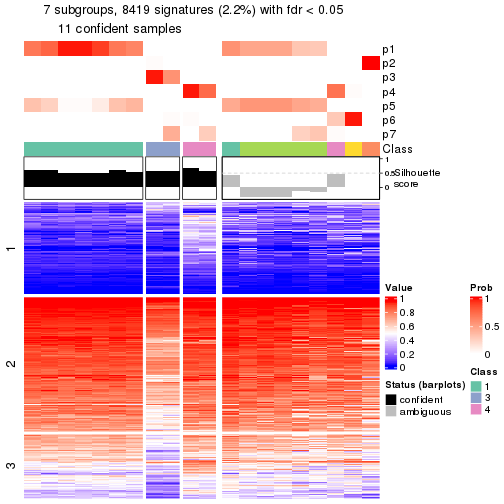 7 subgroups, 8419 signatures (2.2%) with fdr < 0.05
11 confident samples
p1
p2
p3
p4
p5
p6
p7
Class
1
0.5
0
Silhouette
score
1
2
3
Value
1
0.8
0.6
0.4
0.2
0
Prob
1
0.5
0
Status (barplots)
confident
ambiguous
Class
1
3
4